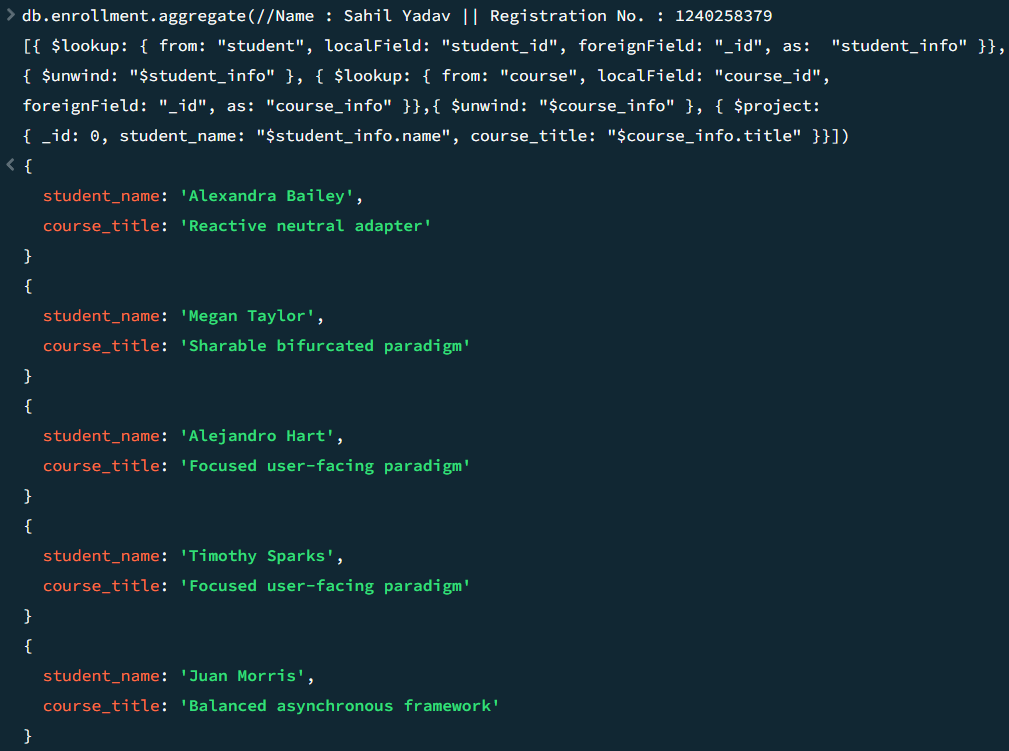 > db.enrollment.aggregate(//Name : Sahil Yadav || Registration No. : 1240258379
[{ $lookup: { from: "student", localField: "student_id", foreignField: "_id", as:  "student_info" }},
{ $unwind: "$student_info" }, { $lookup: { from: "course", localField: "course_id",
foreignField: "_id", as: "course_info" }},{ $unwind: "$course_info" }, { $project:
{ _id: 0, student_name: "$student_info.name", course_title: "$course_info.title" }}])
< {
student_name: 'Alexandra Bailey',
course_title: 'Reactive neutral adapter'
}
{
student_name: 'Megan Taylor',
course_title: 'Sharable bifurcated paradigm'
}
{
student_name: 'Alejandro Hart',
course_title: 'Focused user-facing paradigm'
}
{
student_name: 'Timothy Sparks',
course_title: 'Focused user-facing paradigm'
}
{
student_name: 'Juan Morris',
course_title: 'Balanced asynchronous framework'
}